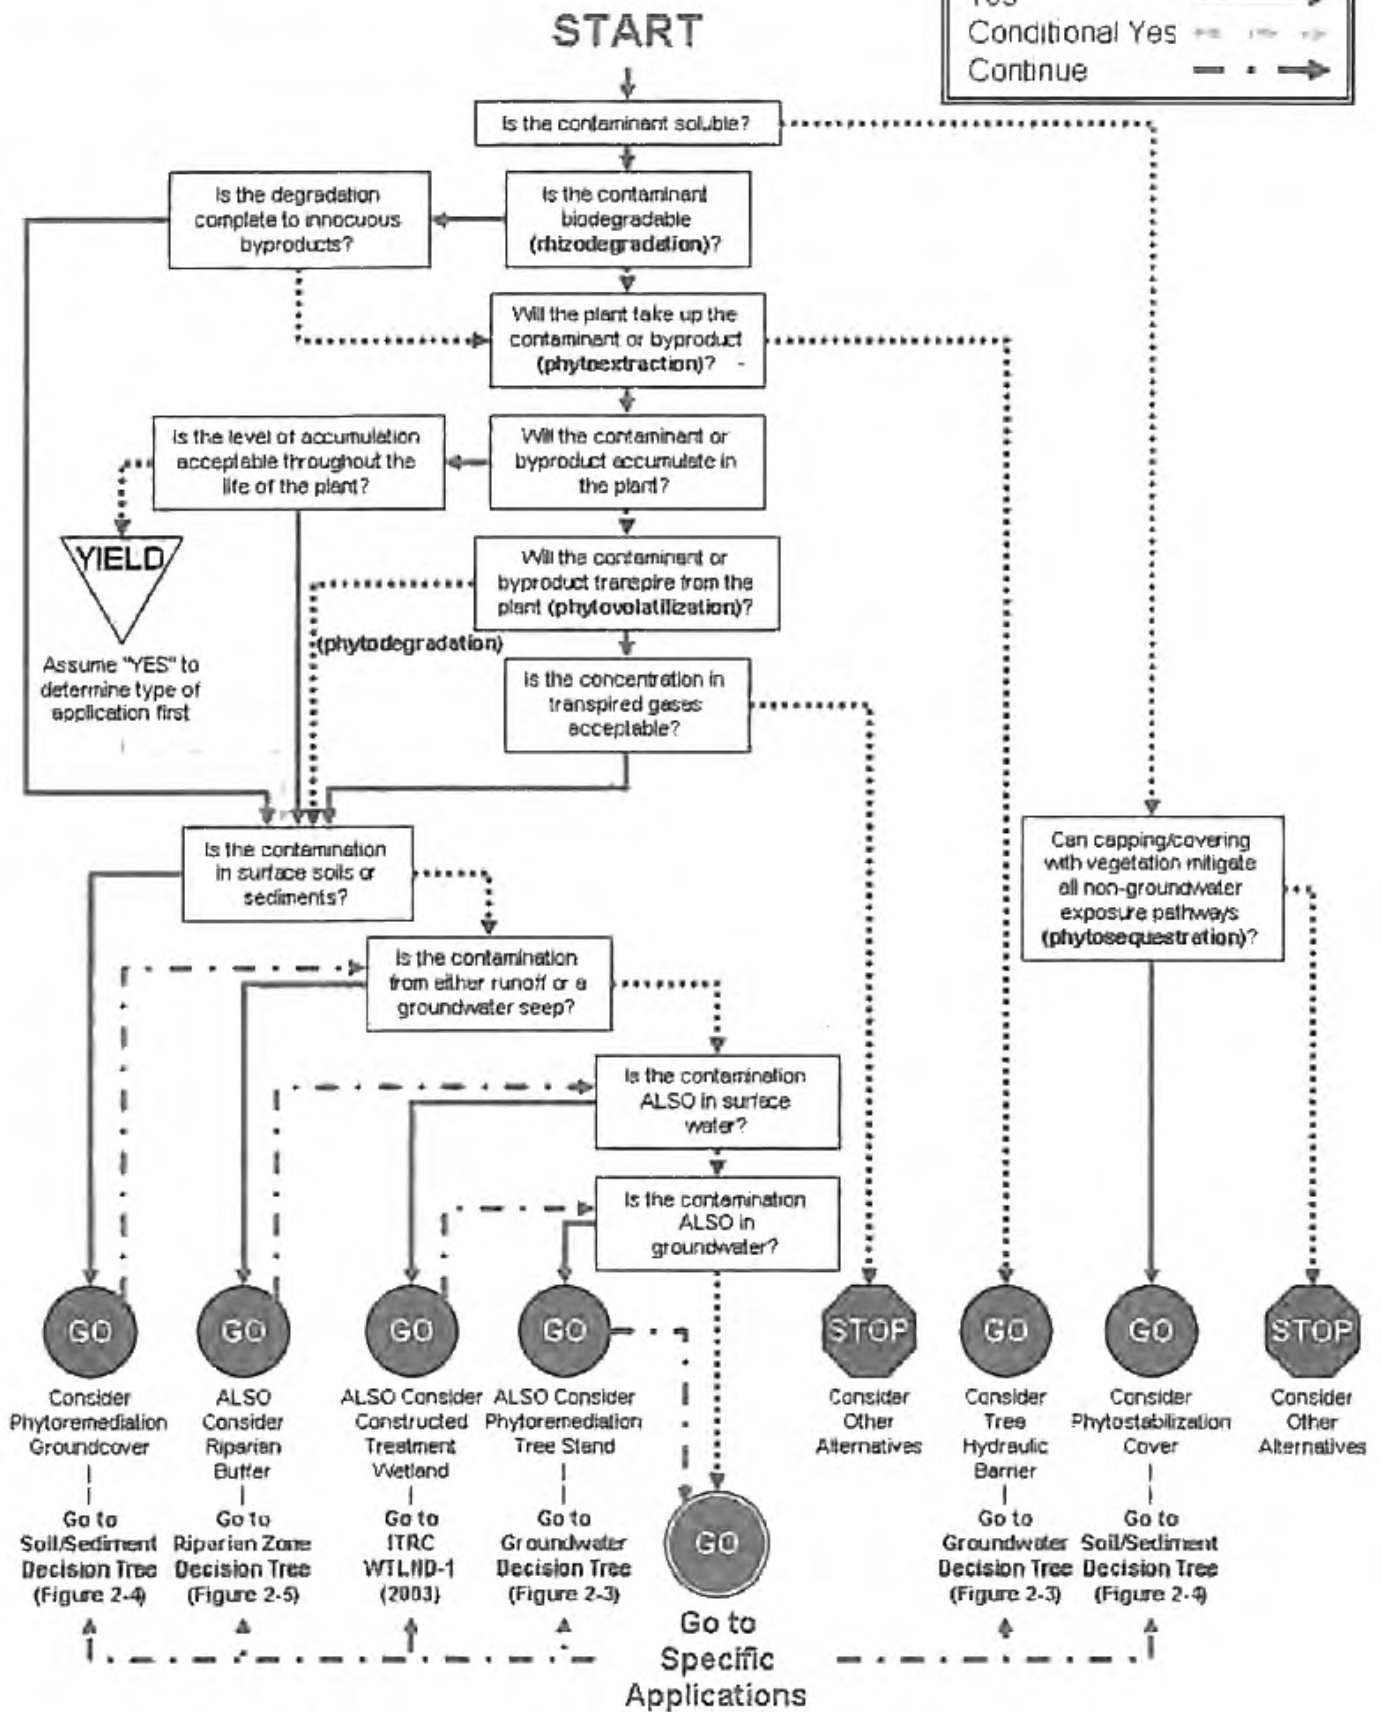 START
Yes
Conditional Yes
Continue
Is the contaminant soluble?
Is the degradation
complete to innocuous
byproducts?
Is the contaminant
biodegradable
(rhizodegradation)?
Will the plant take up the
contaminant or byproduct
(phytoextraction)?
Is the level of accumulation
acceptable throughout the
life of the plant?
Will the contaminant or
byproduct accumulate in
the plant?
YIELD
Assume "YES" to
determine type of
application first
Will the contaminant or
byproduct transpire from the
plant (phytovolatilization)?
(phytodegradation)
Is the concentration in
transpired gases
acceptable?
Is the contamination
in surface soils or
sediments?
Can capping/covering
with vegetation mitigate
all non-groundwater
exposure pathways
(phytosequestration)?
Is the contamination
from either runoff or a
groundwater seep?
Is the contamination
ALSO in surface
water?
Is the contamination
ALSO in
groundwater?
GO
Consider
Phytoremediation
Groundcover
Go to
Soil/Sediment
Decision Tree
(Figure 2-4)
GO
ALSO
Consider
Riparian
Buffer
Go to
Riparian Zone
Decision Tree
(Figure 2-5)
GO
ALSO Consider
Constructed
Treatment
Wetland
Go to
ITRC
WTLND-1
(2003)
GO
ALSO Consider
Phytoremediation
Tree Stand
Go to
Groundwater
Decision Tree
(Figure 2-3)
GO
Go to
Specific
Applications
STOP
Consider
Other
Alternatives
GO
Consider
Tree
Hydraulic
Barrier
Go to
Groundwater
Decision Tree
(Figure 2-3)
GO
Consider
Phytostabilization
Cover
Go to
Soil/Sediment
Decision Tree
(Figure 2-4)
STOP
Consider
Other
Alternatives